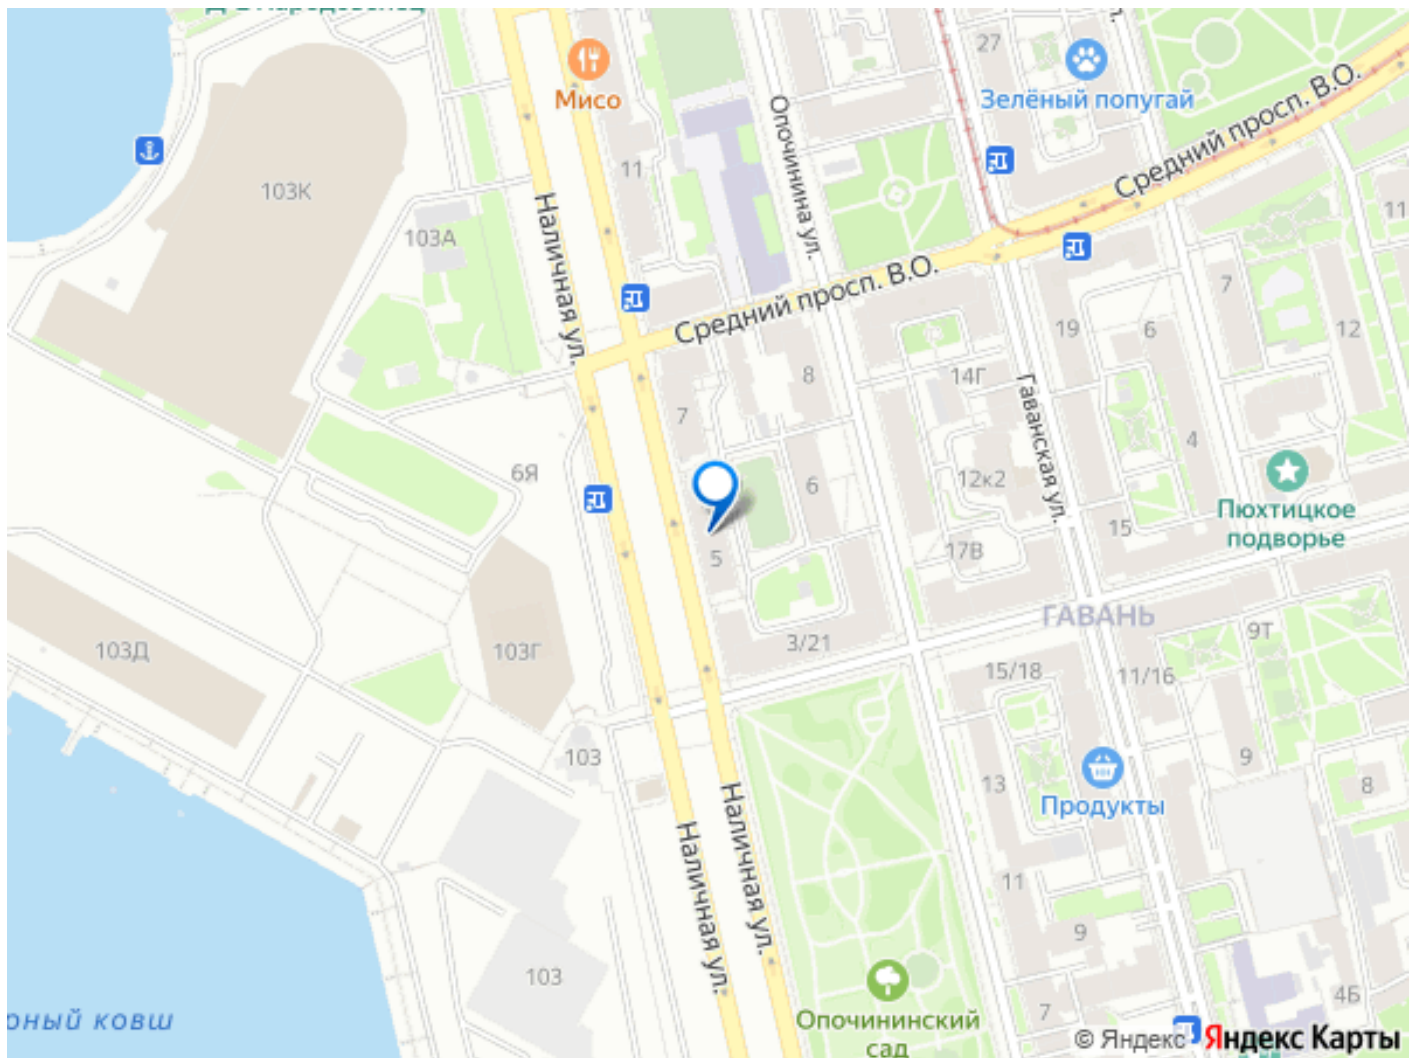 27
Мисо
Зелёный попугай
Опочинина ул.
Средний просп. В.О.
11
103К
Наличная ул.
103А
11
7
Средний просп. В.О.
19
6
12
8
14Г
Гаванская ул.
7
4
6Я
6
12к2
15
Пюхтицкое
подворье
17В
5
ГАВАНЬ
9Т
103Д
103Г
3/21
15/18
11/16
103
9
13
8
Продукты
Наличная ул.
Наличная ул.
11
9
103
4Б
7
Опочининский
сад
© Яндекс
Яндекс Карты